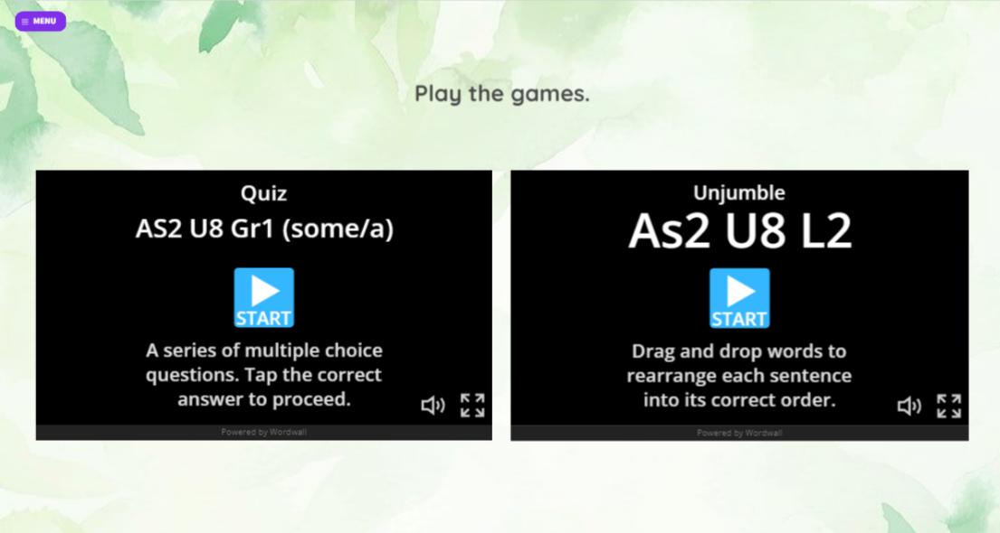 MENU
Play the games.
Quiz
AS2 U8 Gr1 (some/a)
START
A series of multiple choice
questions. Tap the correct
answer to proceed.
Powered by Wordwall
Unjumble
As2 U8 L2
START
Drag and drop words to
rearrange each sentence
into its correct order.
Powered by Wordwall